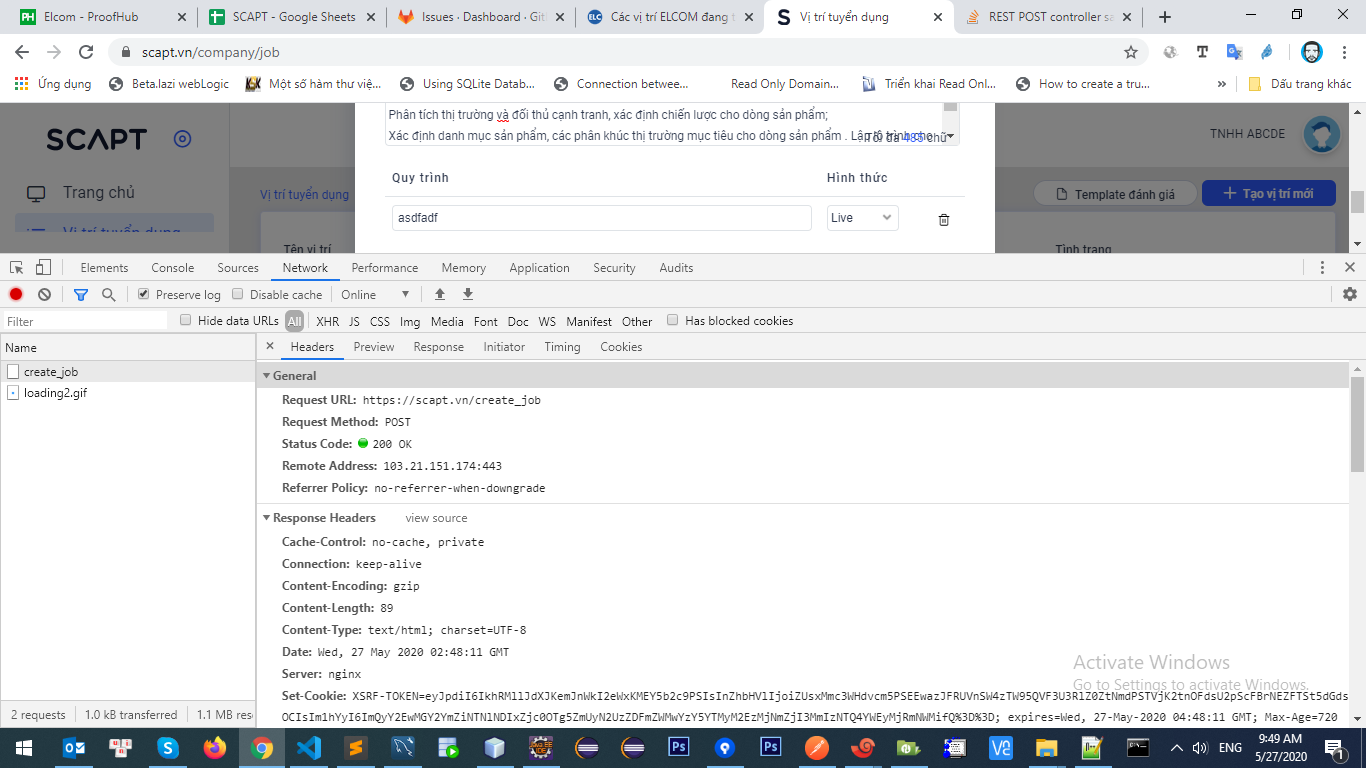 Elcom - ProofHub
SCAPT - Google Sheets
Issues · Dashboard · Git
Các vị trí ELCOM đang t
Vị trí tuyển dụng
REST POST controller sa
scapt.vn/company/job
Ứng dụng
Beta.lazi webLogic
Một số hàm thư việ...
Using SQLite Datab...
Connection betwee...
Read Only Domain...
Triển khai Read Onl...
How to create a tru...
»
Dấu trang khác
Phân tích thị trường và đối thủ cạnh tranh, xác định chiến lược cho dòng sản phẩm;
Xác định danh mục sản phẩm, các phân khúc thị trường mục tiêu cho dòng sản phẩm . Lập lộ trình cho
Tối đa 485 chữ
SCAPT
TNHH ABCDE
Trang chủ
Vị trí tuyển dụng
Vị trí tuyển dụng
Template đánh giá
+ Tạo vị trí mới
Tên vị trí
Tình trạng
Quy trình
Hình thức
asdfadf
Live
Elements
Console
Sources
Network
Performance
Memory
Application
Security
Audits
Preserve log
Disable cache
Online
Filter
Hide data URLs
All
XHR
JS
CSS
Img
Media
Font
Doc
WS
Manifest
Other
Has blocked cookies
Name
Headers
Preview
Response
Initiator
Timing
Cookies
create_job
loading2.gif
General
Request URL: https://scapt.vn/create_job
Request Method: POST
Status Code: 200 OK
Remote Address: 103.21.151.174:443
Referrer Policy: no-referrer-when-downgrade
Response Headers
view source
Cache-Control: no-cache, private
Connection: keep-alive
Content-Encoding: gzip
Content-Length: 89
Content-Type: text/html; charset=UTF-8
Date: Wed, 27 May 2020 02:48:11 GMT
Server: nginx
Set-Cookie:
expires=Wed, 27-May-2020 04:48:11 GMT; Max-Age=720
Activate Windows
Go to Settings to activate Windows.
2 requests
1.0 kB transferred
1.1 MB res
ENG
9:49 AM
5/27/2020
1